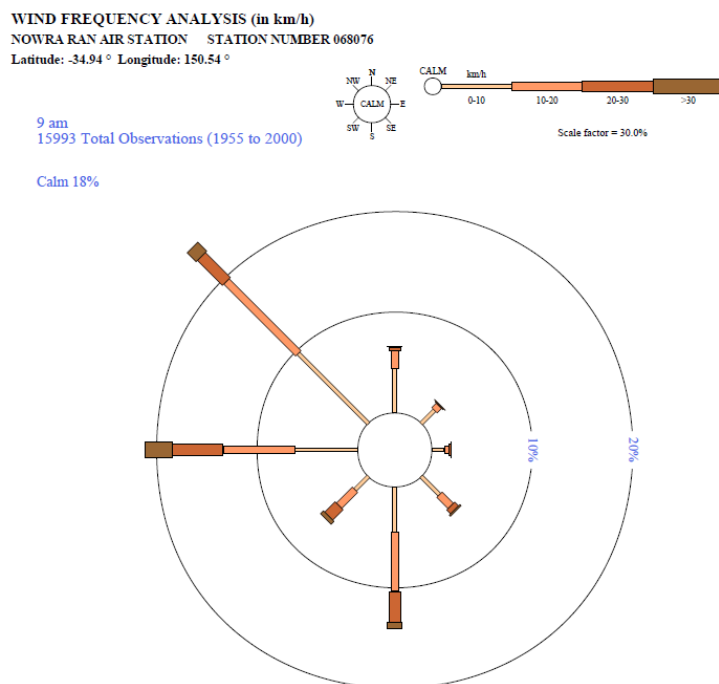 WIND FREQUENCY ANALYSIS (in km/h)
NOWRA RAN AIR STATION STATION NUMBER 068076
Latitude: -34.94 ° Longitude: 150.54 °
N
NW NE
W CALM E
SW SE
S
CALM km/h
0-10 10-20 20-30 >30
Scale factor = 30.0%
9 am
15993 Total Observations (1955 to 2000)
Calm 18%
10% 20%